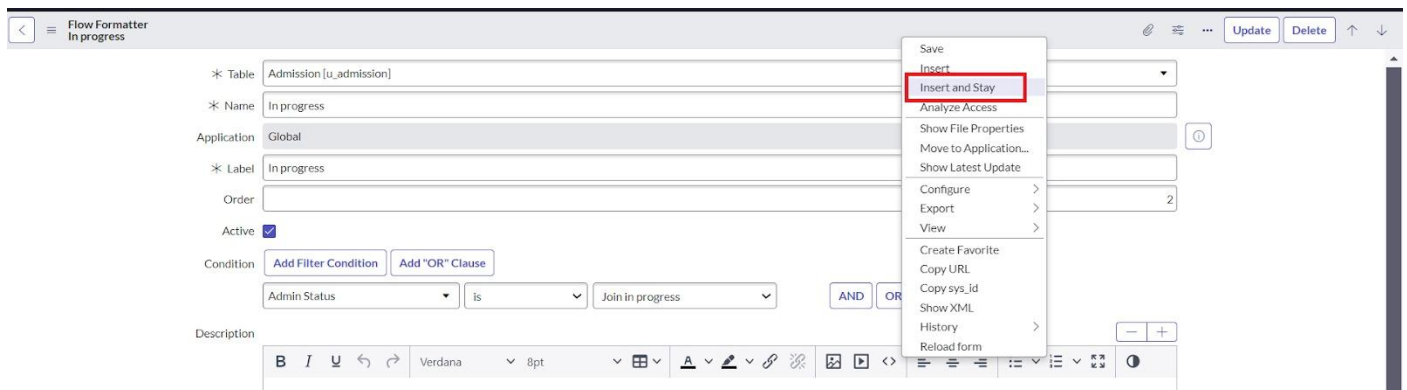 Flow Formatter
In progress
Update
Delete
Table Admission [u_admission]
Name In progress
Application Global
Label In progress
Order 2
Active
Condition Add Filter Condition Add "OR" Clause
Admin Status is Join in progress AND OR
Description
Verdana 8pt
Save
Insert
Insert and Stay
Analyze Access
Show File Properties
Move to Application...
Show Latest Update
Configure
Export
View
Create Favorite
Copy URL
Copy sys_id
Show XML
History
Reload form